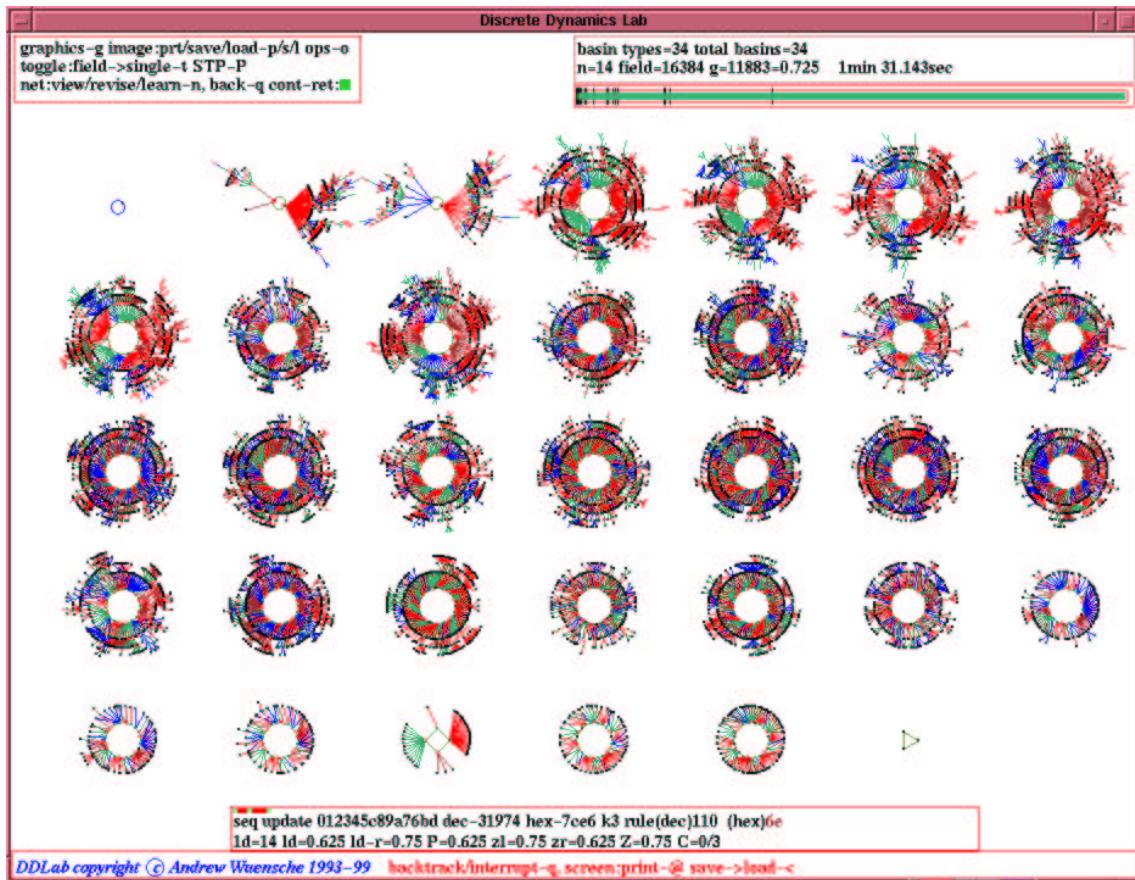 Discrete Dynamics Lab
graphics-g image:prt/save/load-p/s/l ops-o
toggle:field->single-t STP-P
net:view/revise/learn-n, back-q cont-ret:
basin types=34 total basins=34
n=14 field=16384 g=11883=0.725 1min 31.143sec
seq update 012345c89a76bd dec-31974 hex-7ce6 k3 rule(dec)110 (hex)6e
1d=14 ld=0.625 ld-r=0.75 P=0.625 zl=0.75 zr=0.625 Z=0.75 C=0/3
DDLab copyright © Andrew Wuensche 1993-99 backtrack/interrupt-q, screen:print-@ save->load-<